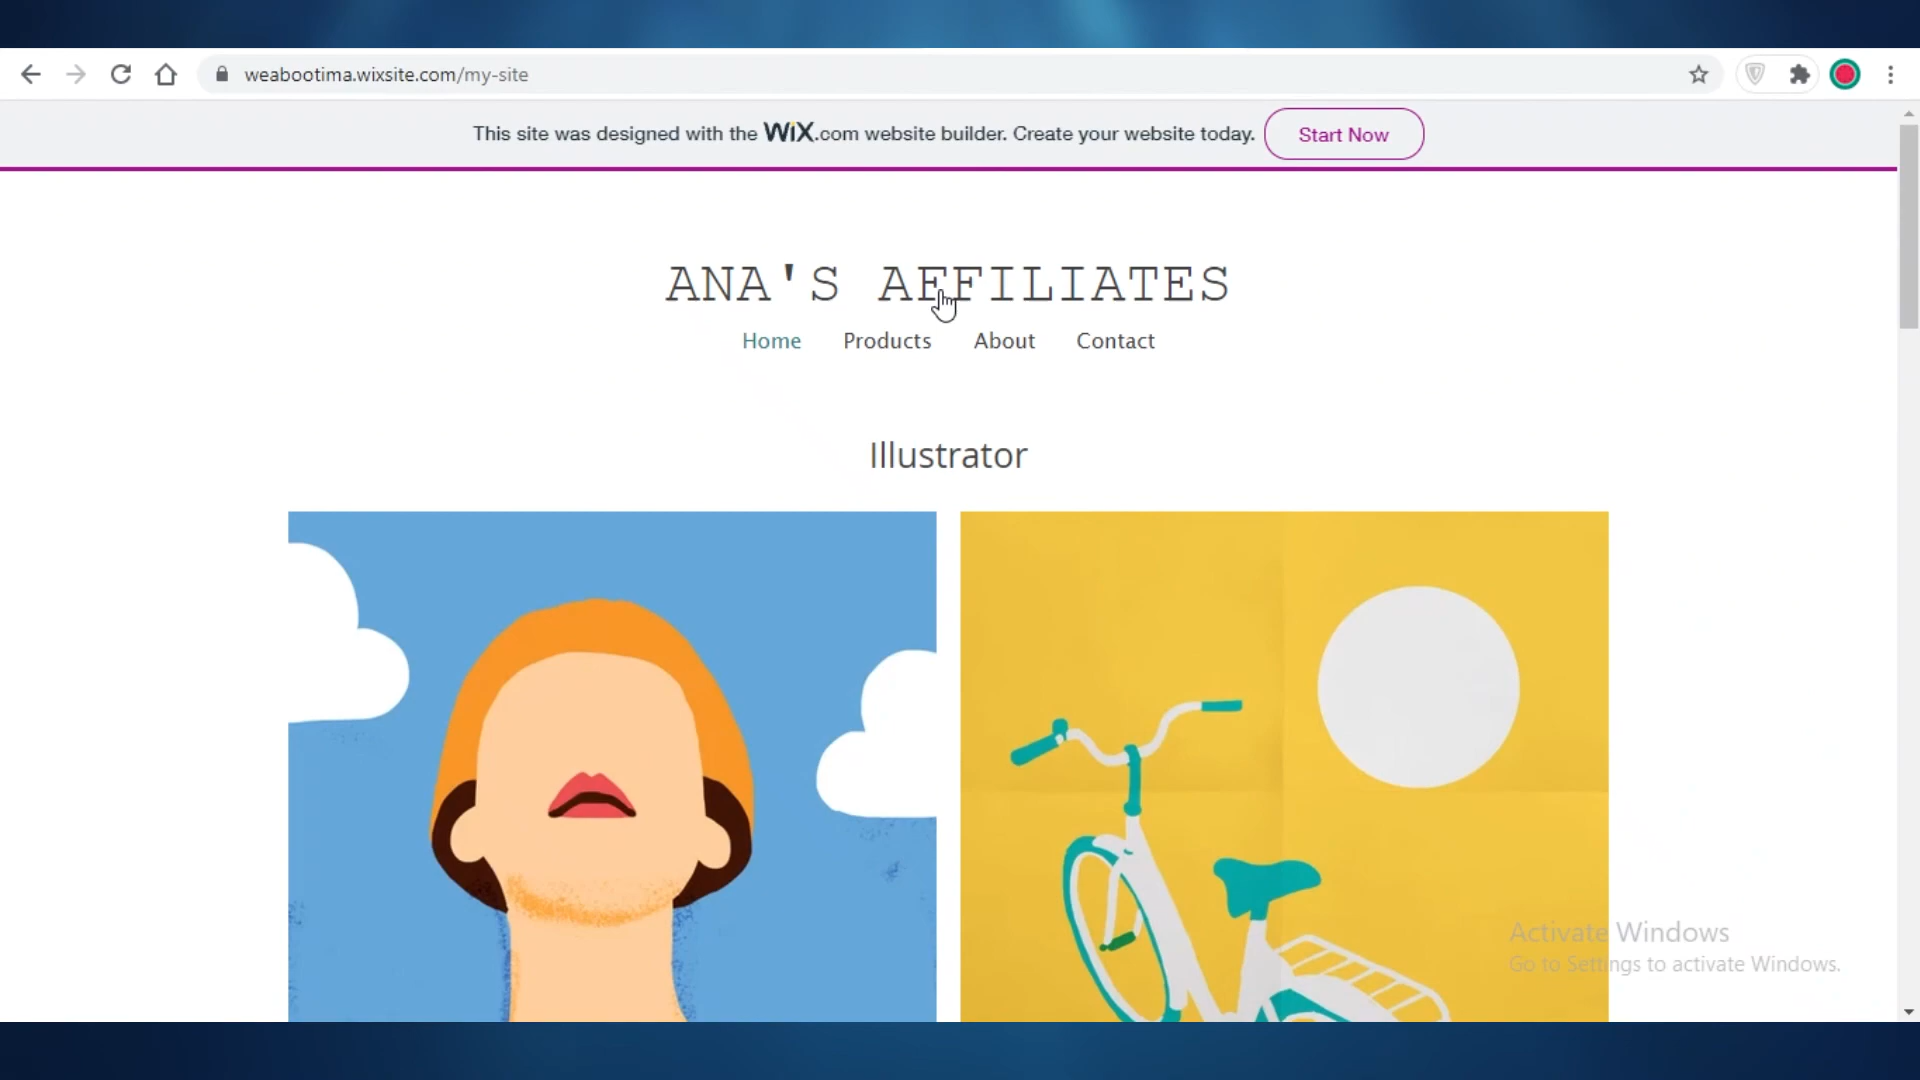 weabootima.wixsite.com/my-site
This site was designed with the WiX.com website builder. Create your website today.
Start Now
ANA'S AFFILIATES
Home Products About Contact
Illustrator
Activate Windows
Go to Settings to activate Windows.